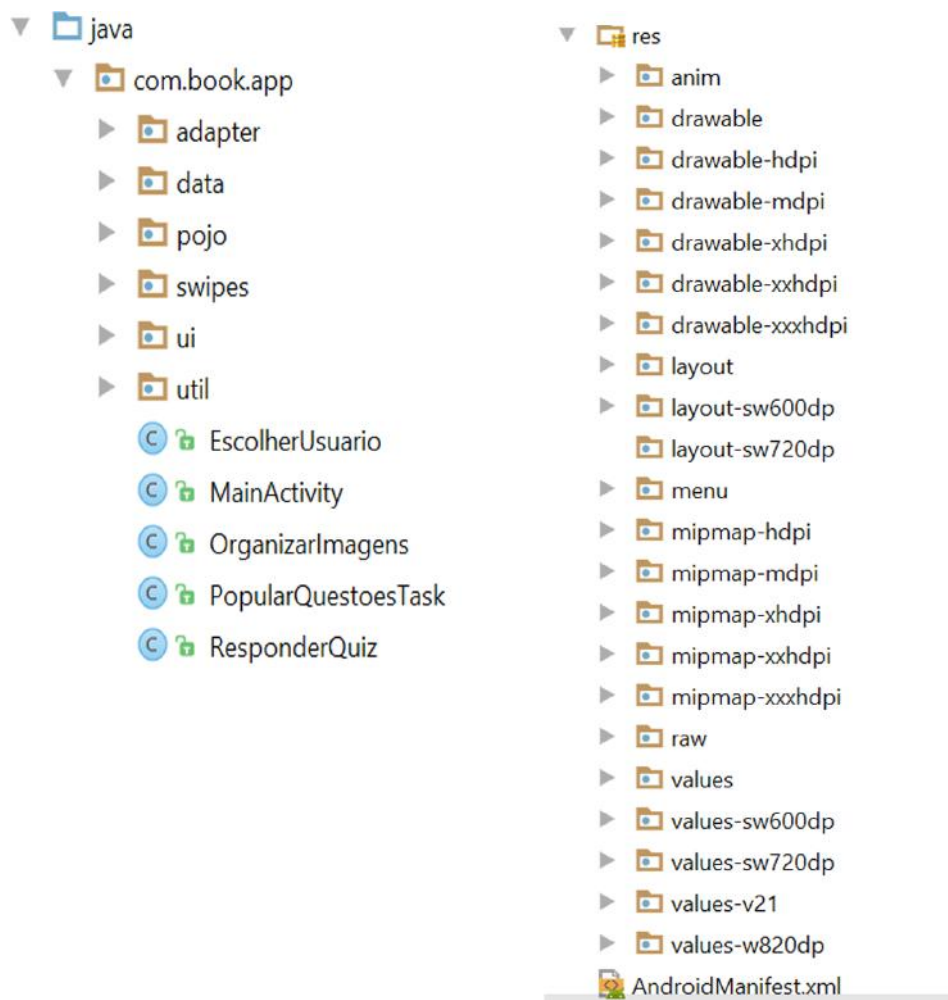 java
com.book.app
adapter
data
pojo
swipes
ui
util
EscolherUsuario
MainActivity
OrganizarImagens
PopularQuestoesTask
ResponderQuiz
res
anim
drawable
drawable-hdpi
drawable-mdpi
drawable-xhdpi
drawable-xxhdpi
drawable-xxxhdpi
layout
layout-sw600dp
layout-sw720dp
menu
mipmap-hdpi
mipmap-mdpi
mipmap-xhdpi
mipmap-xxhdpi
mipmap-xxxhdpi
raw
values
values-sw600dp
values-sw720dp
values-v21
values-w820dp
AndroidManifest.xml